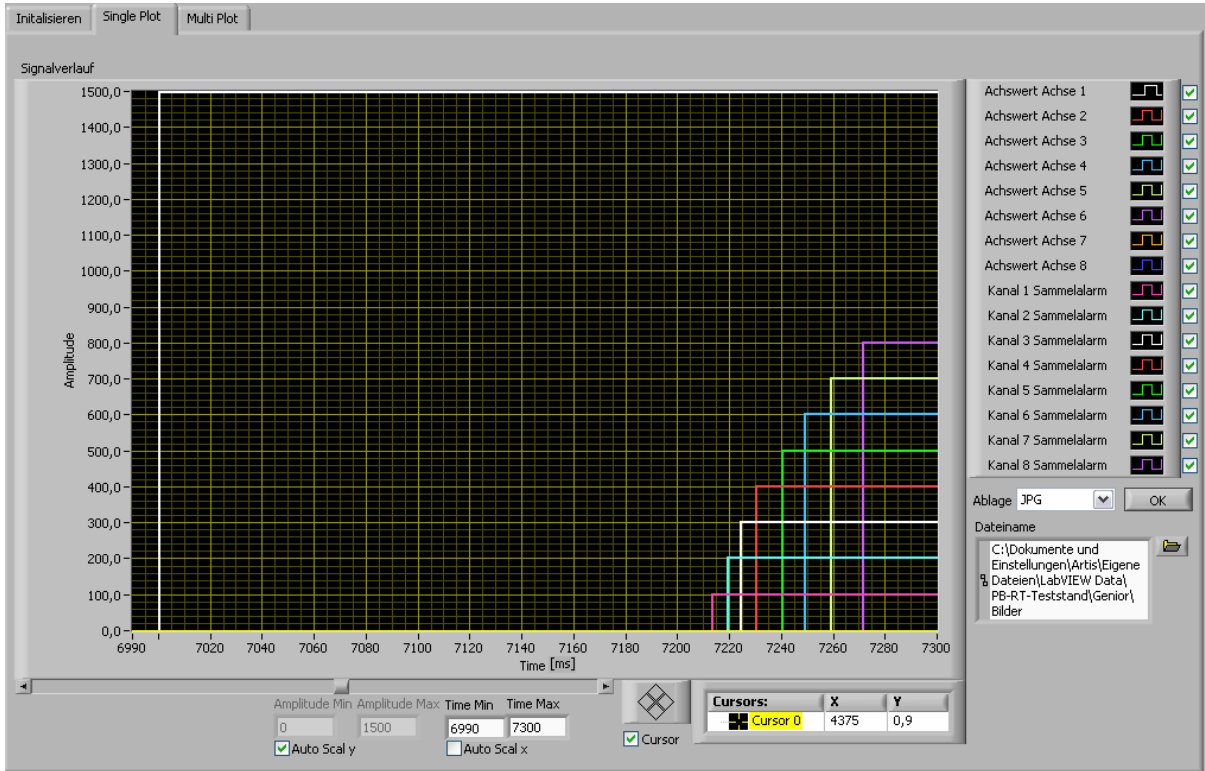 Initalisieren
Single Plot
Multi Plot
Signalverlauf
1500,0
1400,0
1300,0
1200,0
1100,0
1000,0
900,0
800,0
700,0
600,0
500,0
400,0
300,0
200,0
100,0
0,0
Amplitude
6990 7020 7040 7060 7080 7100 7120 7140 7160 7180 7200 7220 7240 7260 7280 7300
Time [ms]
Achswert Achse 1
Achswert Achse 2
Achswert Achse 3
Achswert Achse 4
Achswert Achse 5
Achswert Achse 6
Achswert Achse 7
Achswert Achse 8
Kanal 1 Sammelalarm
Kanal 2 Sammelalarm
Kanal 3 Sammelalarm
Kanal 4 Sammelalarm
Kanal 5 Sammelalarm
Kanal 6 Sammelalarm
Kanal 7 Sammelalarm
Kanal 8 Sammelalarm
Ablage JPG OK
Dateiname
C:\Dokumente und
Einstellungen\Artis\Eigene
Dateien\LabVIEW Data\
PB-RT-Teststand\Genior\
Bilder
Amplitude Min Amplitude Max Time Min Time Max
0 1500 6990 7300
Auto Scal y Auto Scal x
Cursor
Cursors: X Y
Cursor 0 4375 0,9